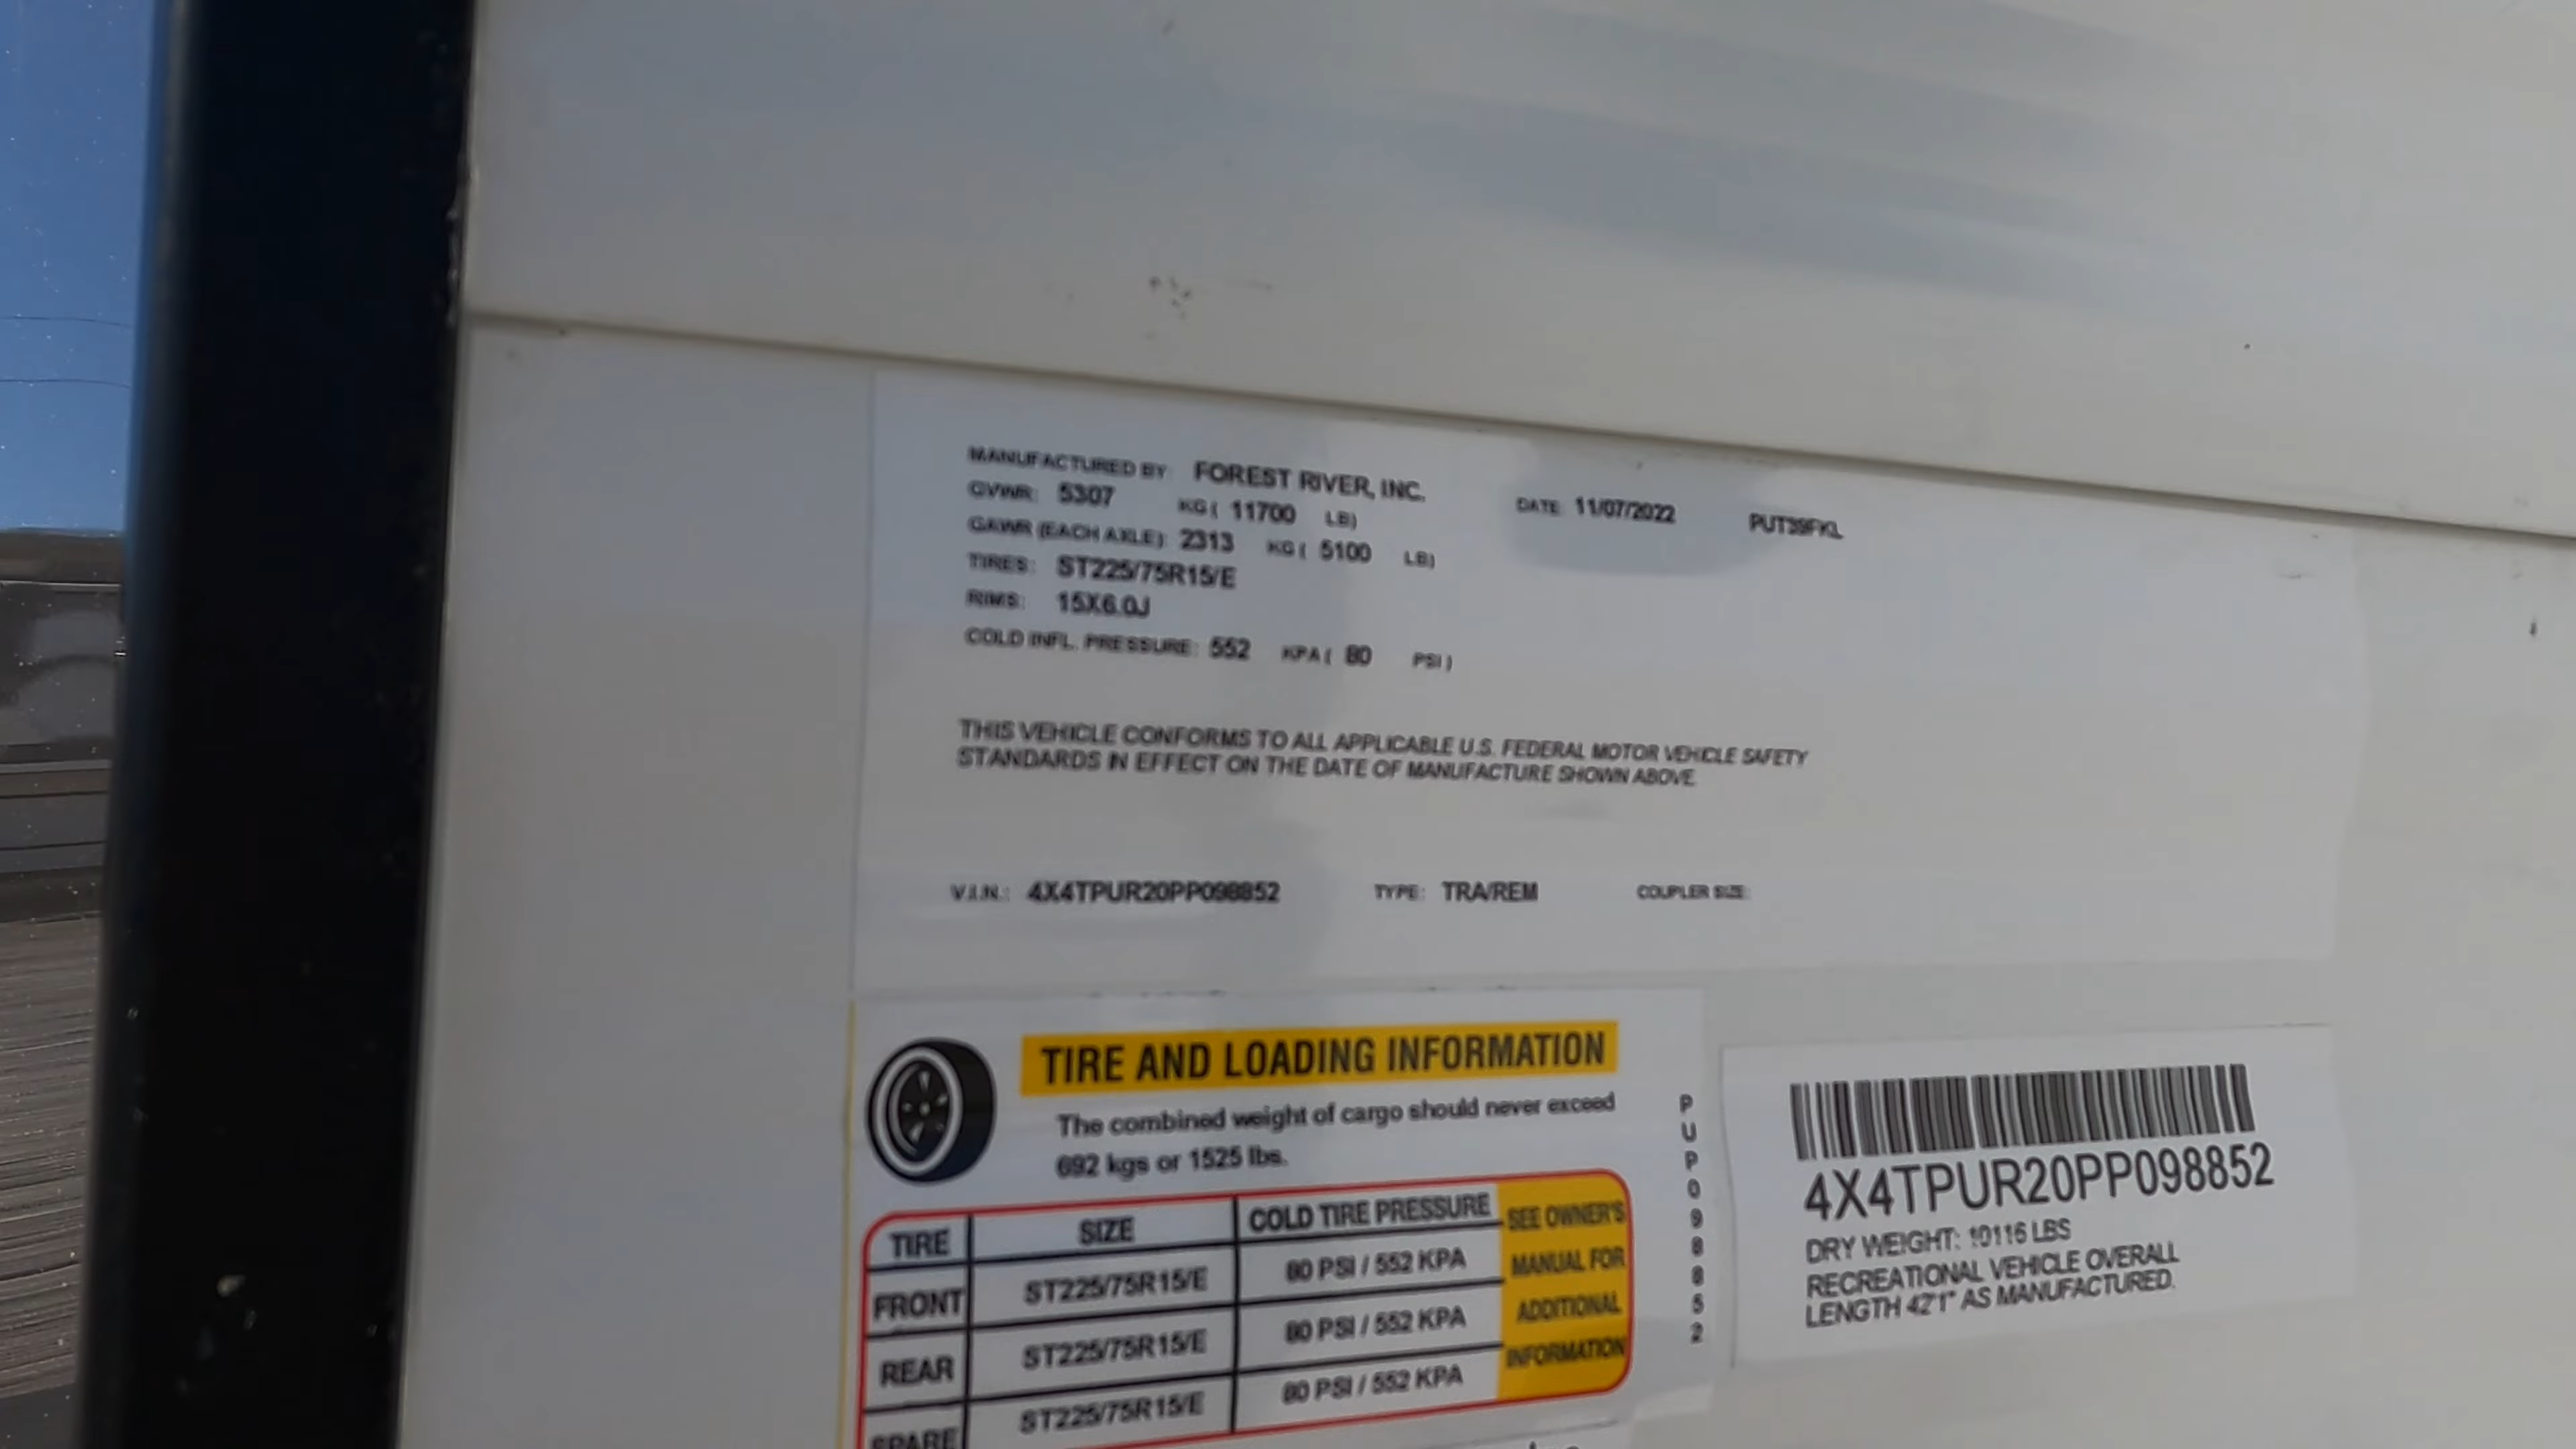 MANUFACTURED BY: FOREST RIVER, INC. DATE: 11/07/2022 PUT39FKL
GVWR: 5307 KG ( 11700 LB)
GAWR (EACH AXLE): 2313 KG ( 5100 LB)
TIRES: ST225/75R15/E
RIMS: 15X6.0J
COLD INFL. PRESSURE: 552 KPA ( 80 PSI )
THIS VEHICLE CONFORMS TO ALL APPLICABLE U.S. FEDERAL MOTOR VEHICLE SAFETY
STANDARDS IN EFFECT ON THE DATE OF MANUFACTURE SHOWN ABOVE.
V.I.N.: 4X4TPUR20PP098852 TYPE: TRA/REM COUPLER SIZE:
TIRE AND LOADING INFORMATION
The combined weight of cargo should never exceed
692 kgs or 1525 lbs.
TIRE SIZE COLD TIRE PRESSURE
FRONT ST225/75R15/E 80 PSI / 552 KPA
REAR ST225/75R15/E 80 PSI / 552 KPA
SPARE ST225/75R15/E 80 PSI / 552 KPA
SEE OWNER'S
MANUAL FOR
ADDITIONAL
INFORMATION
PUP098852
4X4TPUR20PP098852
DRY WEIGHT: 10116 LBS
RECREATIONAL VEHICLE OVERALL
LENGTH 42'1" AS MANUFACTURED.